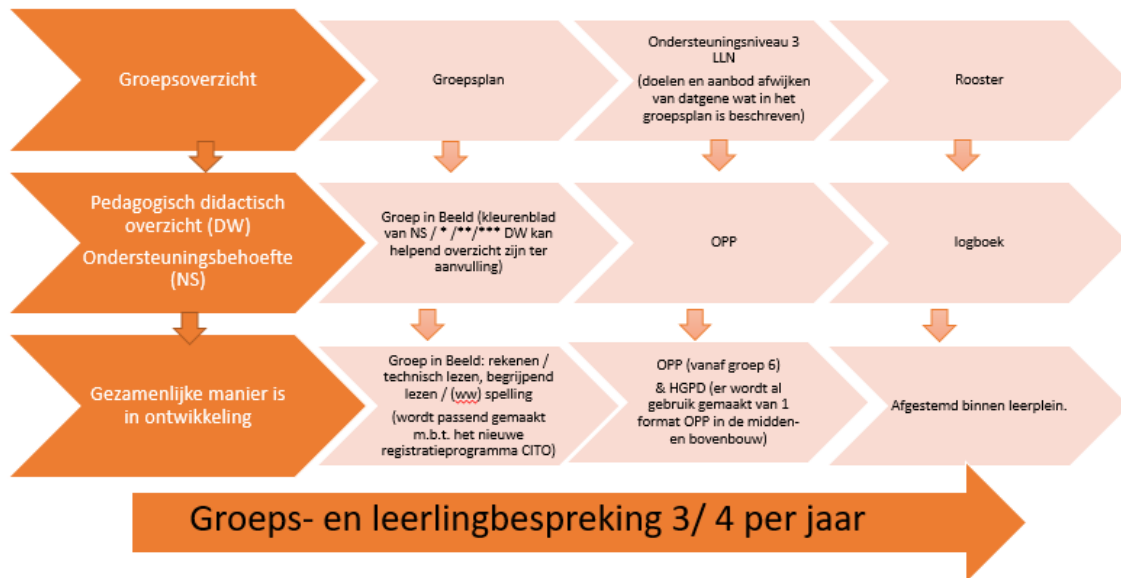 Groepsoverzicht
Groepsplan
Ondersteuningsniveau 3
LLN
(doelen en aanbod afwijken
van datgene wat in het
groepsplan is beschreven)
Rooster
Pedagogisch didactisch
overzicht (DW)
Ondersteuningsbehoefte
(NS)
Groep in Beeld (kleurenblad
van NS / * /**/*** DW kan
helpend overzicht zijn ter
aanvulling)
OPP
logboek
Gezamenlijke manier is
in ontwikkeling
Groep in Beeld: rekenen /
technisch lezen, begrijpend
lezen / (ww) spelling
(wordt passend gemaakt
m.b.t. het nieuwe
registratieprogramma CITO)
OPP (vanaf groep 6)
& HGPD (er wordt al
gebruik gemaakt van 1
format OPP in de midden-
en bovenbouw)
Afgestemd binnen leerplein.
Groeps- en leerlingbespreking 3/ 4 per jaar